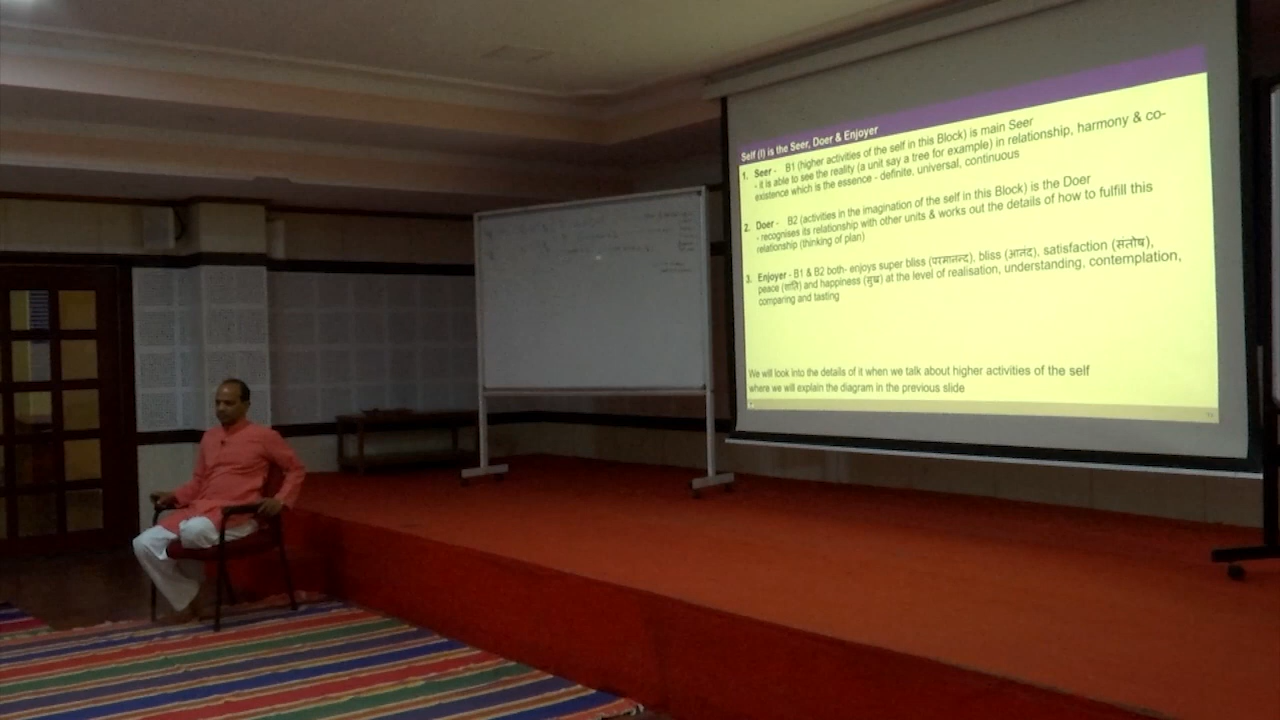 Self (I) is the Seer, Doer & Enjoyer
1. Seer - B1 (higher activities of the self in this Block) is main Seer
- it is able to see the reality (a unit say a tree for example) in relationship, harmony & co-
existence which is the essence - definite, universal, continuous
2. Doer - B2 (activities in the imagination of the self in this Block) is the Doer
- recognises its relationship with other units & works out the details of how to fulfill this
relationship (thinking of plan)
3. Enjoyer - B1 & B2 both- enjoys super bliss (परमानन्द), bliss (आनंद), satisfaction (संतोष),
peace (शांति) and happiness (सुख) at the level of realisation, understanding, contemplation,
comparing and tasting
We will look into the details of it when we talk about higher activities of the self
where we will explain the diagram in the previous slide